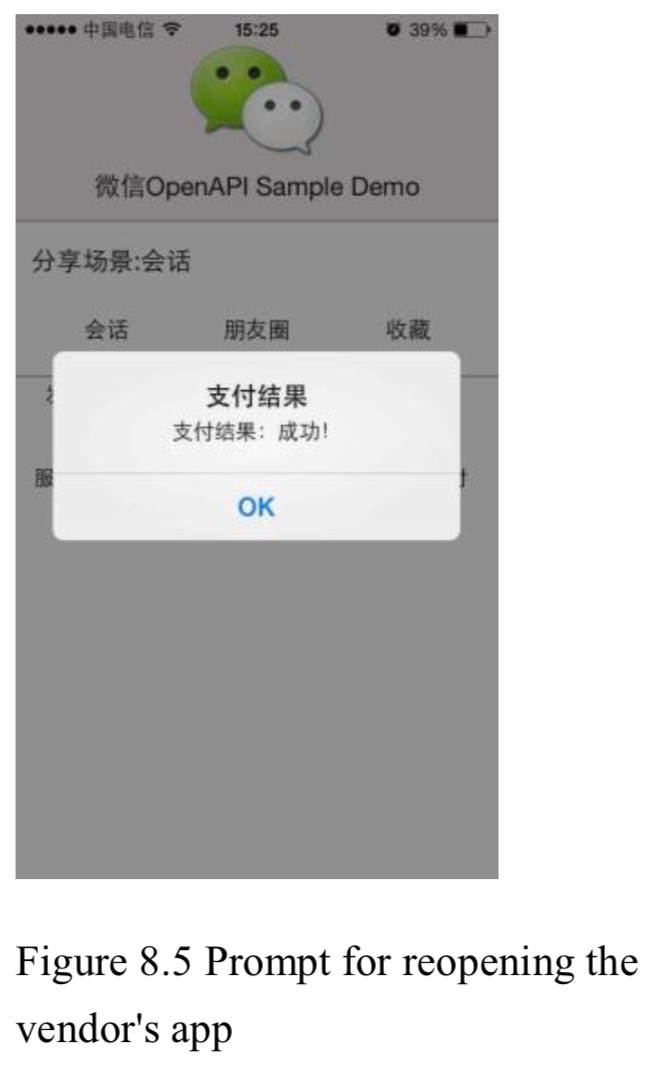 中国电信 15:25 39%
微信OpenAPI Sample Demo
分享场景:会话
会话 朋友圈 收藏
支付结果
支付结果：成功!
服
OK
Figure 8.5 Prompt for reopening the
vendor's app